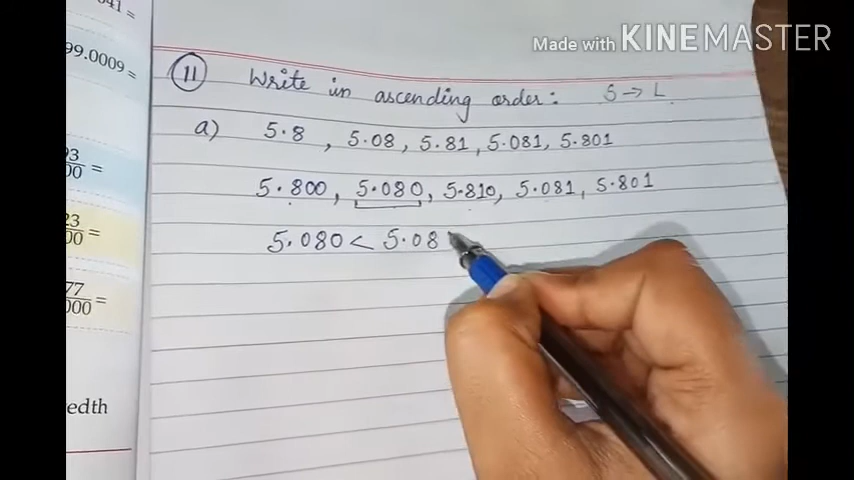 Made with KINEMASTER
041 =
99.0009 =
93
00 =
23
00 =
77
000 =
edth
11 Write in ascending order: S → L
a) 5.8, 5.08, 5.81, 5.081, 5.801
5.800, 5.080, 5.810, 5.081, 5.801
5.080 < 5.08